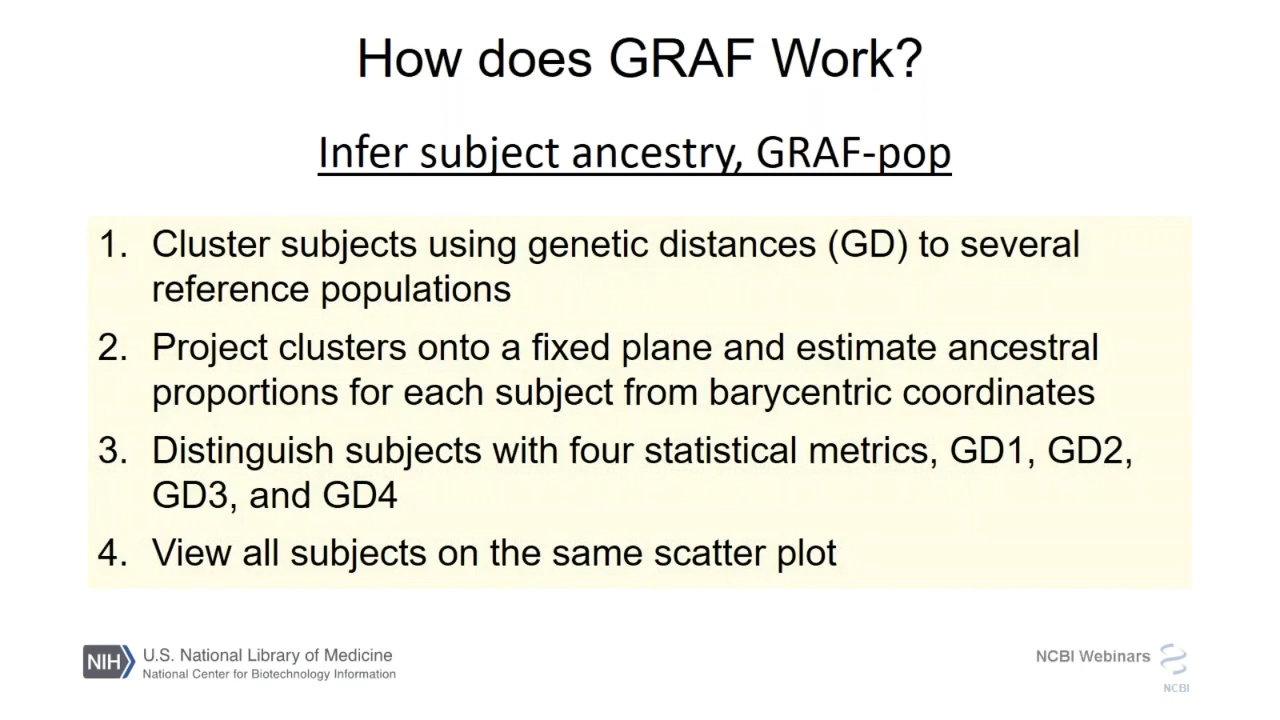 How does GRAF Work?
Infer subject ancestry, GRAF-pop
1. Cluster subjects using genetic distances (GD) to several
reference populations
2. Project clusters onto a fixed plane and estimate ancestral
proportions for each subject from barycentric coordinates
3. Distinguish subjects with four statistical metrics, GD1, GD2,
GD3, and GD4
4. View all subjects on the same scatter plot
NIH
U.S. National Library of Medicine
National Center for Biotechnology Information
NCBI Webinars
NCBI